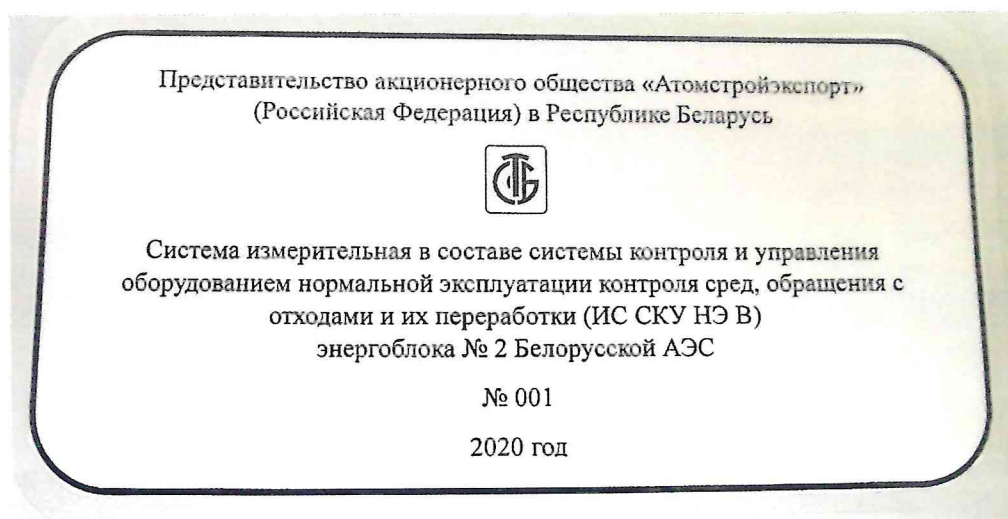 Представительство акционерного общества «Атомстройэкспорт»
(Российская Федерация) в Республике Беларусь
СТБ
Система измерительная в составе системы контроля и управления
оборудованием нормальной эксплуатации контроля сред, обращения с
отходами и их переработки (ИС СКУ НЭ В)
энергоблока № 2 Белорусской АЭС
№ 001
2020 год